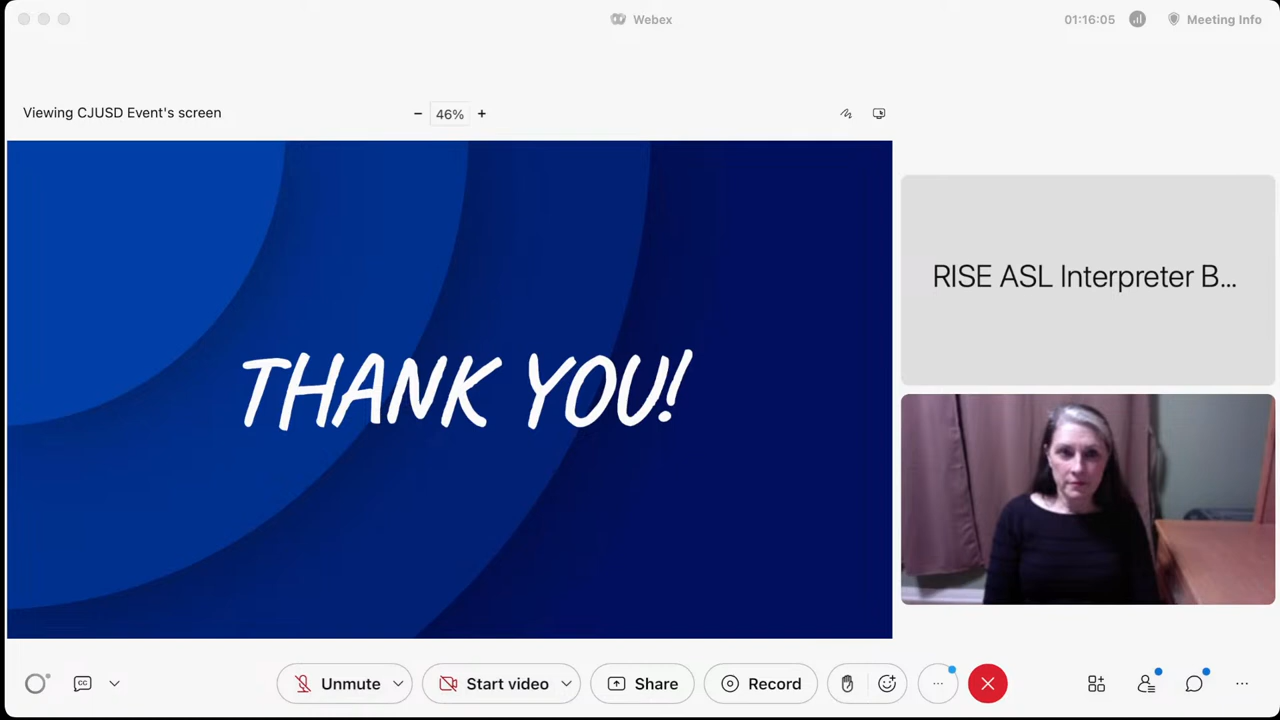 Webex
01:16:05
Meeting Info
Viewing CJUSD Event's screen
46%
THANK YOU!
RISE ASL Interpreter B...
CC
Unmute
Start video
Share
Record